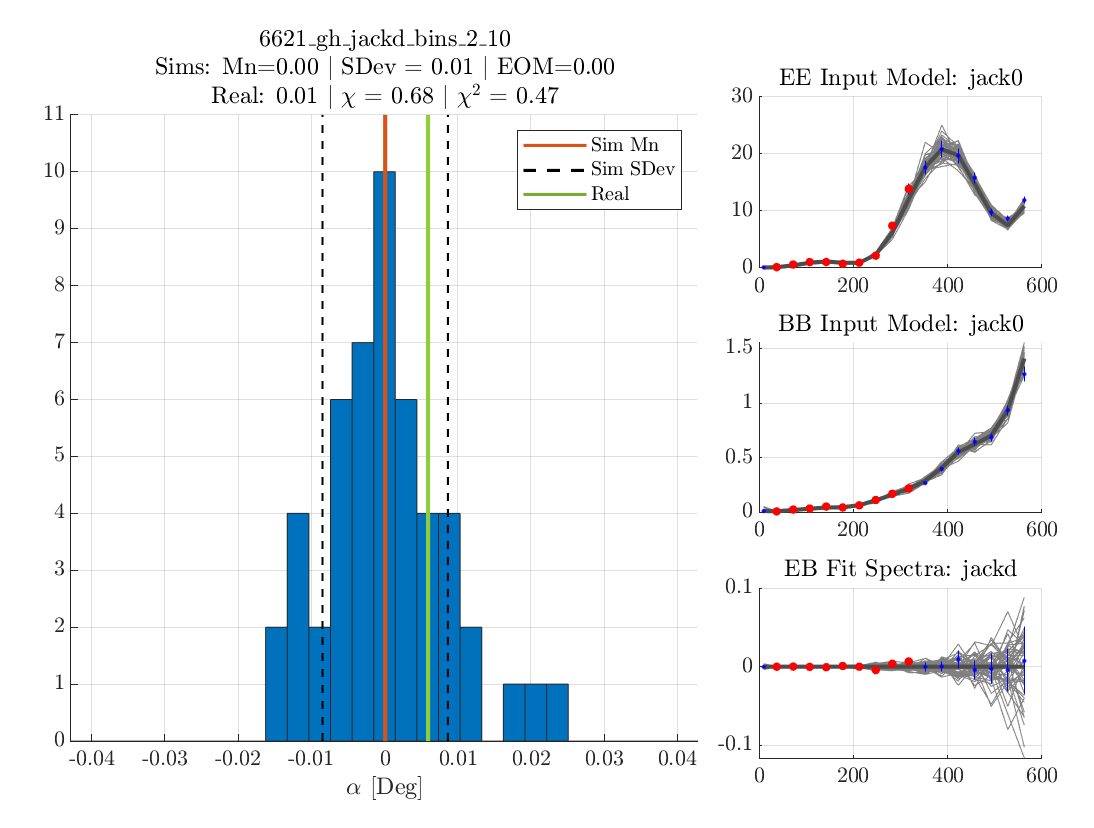 6621_gh_jackd_bins_2_10
Sims: Mn=0.00 | SDev = 0.01 | EOM=0.00
Real: 0.01 | χ = 0.68 | χ² = 0.47
11
10
9
8
7
6
5
4
3
2
1
0
-0.04 -0.03 -0.02 -0.01 0 0.01 0.02 0.03 0.04
α [Deg]
Sim Mn
Sim SDev
Real
EE Input Model: jack0
30
20
10
0
0 200 400 600
BB Input Model: jack0
1.5
1
0.5
0
0 200 400 600
EB Fit Spectra: jackd
0.1
0
-0.1
0 200 400 600